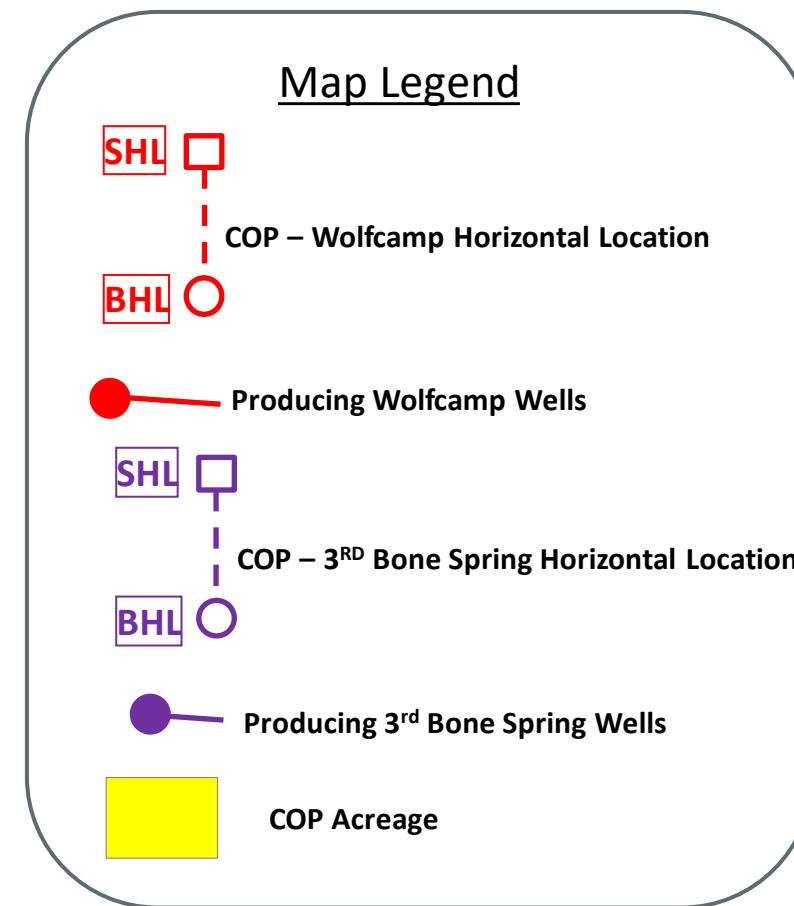 Map Legend
SHL
COP – Wolfcamp Horizontal Location
BHL
Producing Wolfcamp Wells
SHL
COP – 3RD Bone Spring Horizontal Location
BHL
Producing 3rd Bone Spring Wells
COP Acreage